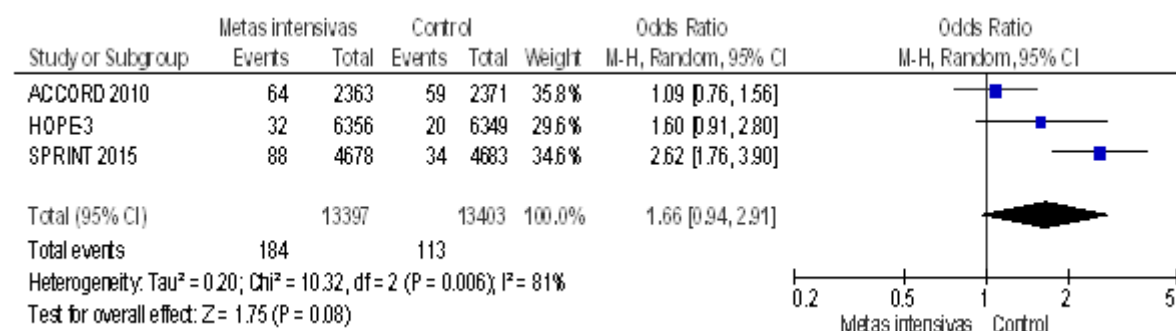 Metas intensivas Control Odds Ratio Odds Ratio
Study or Subgroup Events Total Events Total Weight M-H, Random, 95% CI M-H, Random, 95% CI
ACCORD 2010 64 2363 59 2371 35.8% 1.09 [0.76, 1.56]
HOPE-3 32 6356 20 6349 29.6% 1.60 [0.91, 2.80]
SPRINT 2015 88 4678 34 4683 34.6% 2.62 [1.76, 3.90]
Total (95% CI) 13397 13403 100.0% 1.66 [0.94, 2.91]
Total events 184 113
Heterogeneity: Tau² = 0.20; Chi² = 10.32, df = 2 (P = 0.006); I² = 81%
Test for overall effect: Z = 1.75 (P = 0.08)
0.2 0.5 1 2 5
Metas intensivas Control